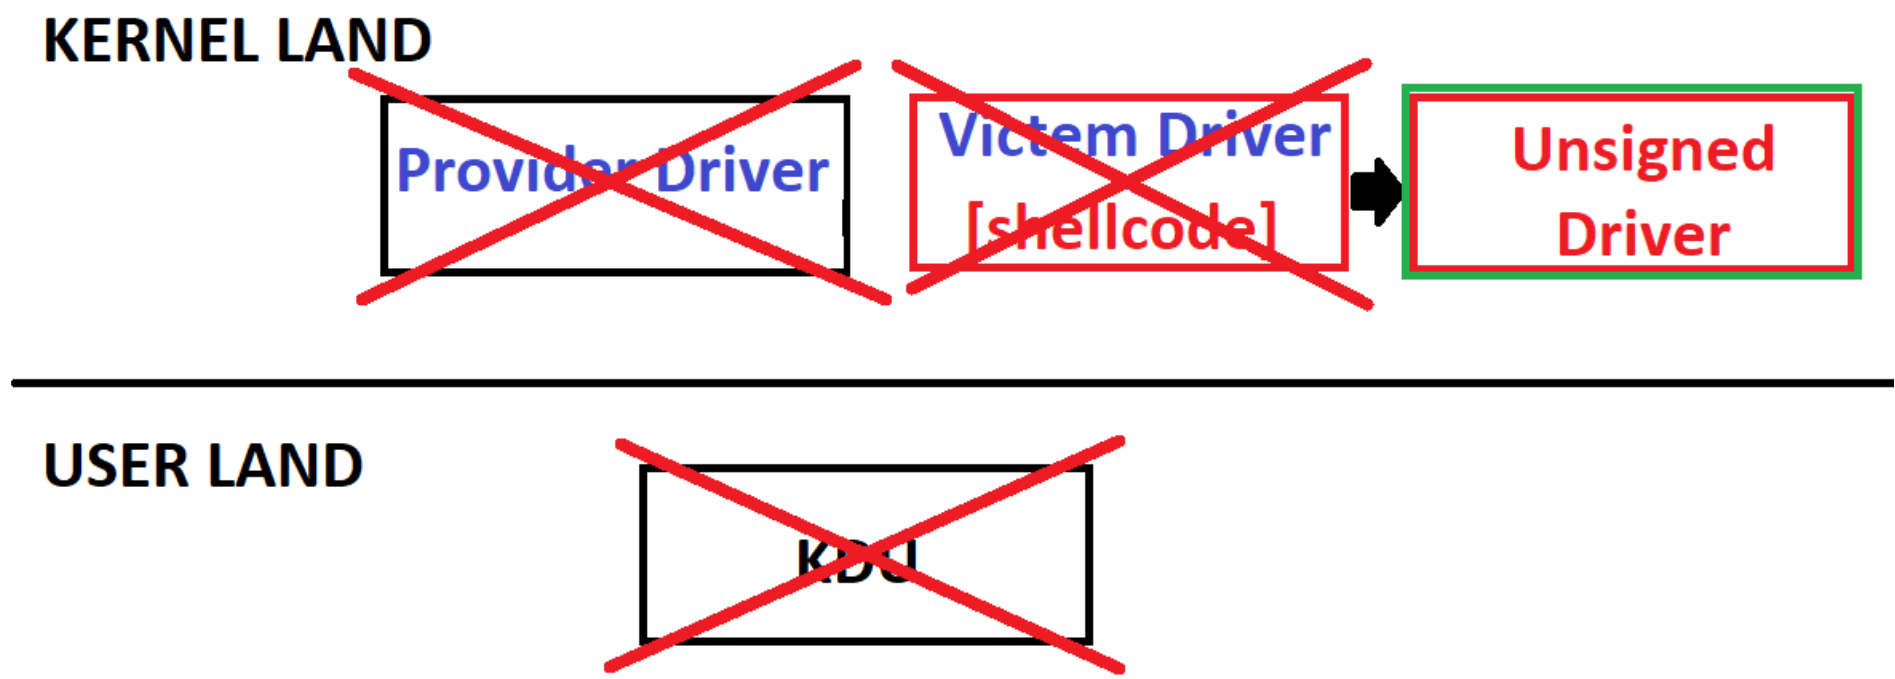 KERNEL LAND
Provider Driver
Victem Driver
[shellcode]
Unsigned
Driver
USER LAND
KDU